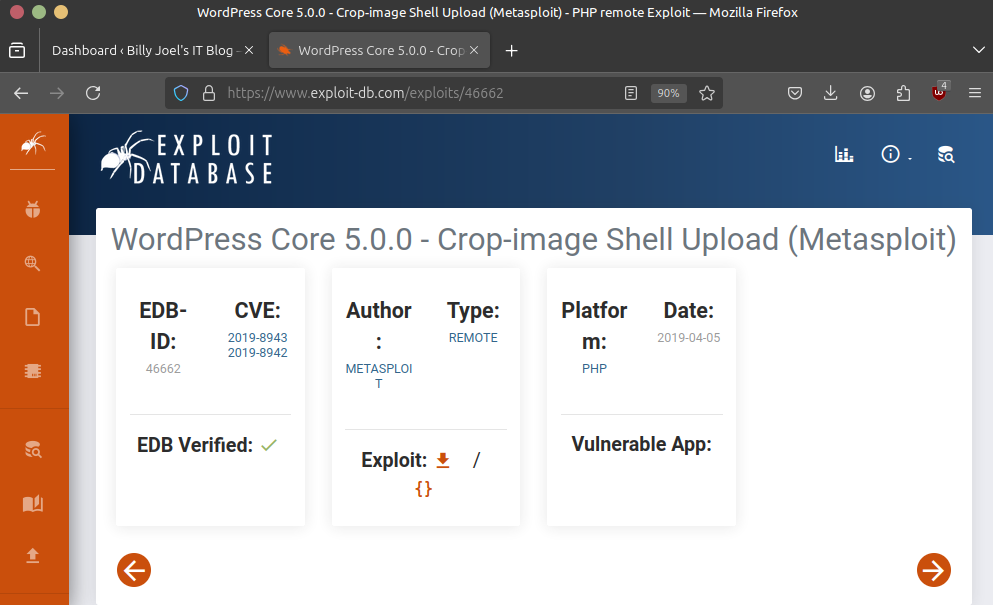 WordPress Core 5.0.0 - Crop-image Shell Upload (Metasploit) - PHP remote Exploit — Mozilla Firefox
Dashboard ‹ Billy Joel's IT Blog –
WordPress Core 5.0.0 - Crop
https://www.exploit-db.com/exploits/46662
90%
4
EXPLOIT
DATABASE
WordPress Core 5.0.0 - Crop-image Shell Upload (Metasploit)
EDB-
ID:
46662
CVE:
2019-8943
2019-8942
EDB Verified:
Author
:
METASPLOI
T
Type:
REMOTE
Exploit: /
{}
Platfor
m:
PHP
Date:
2019-04-05
Vulnerable App: